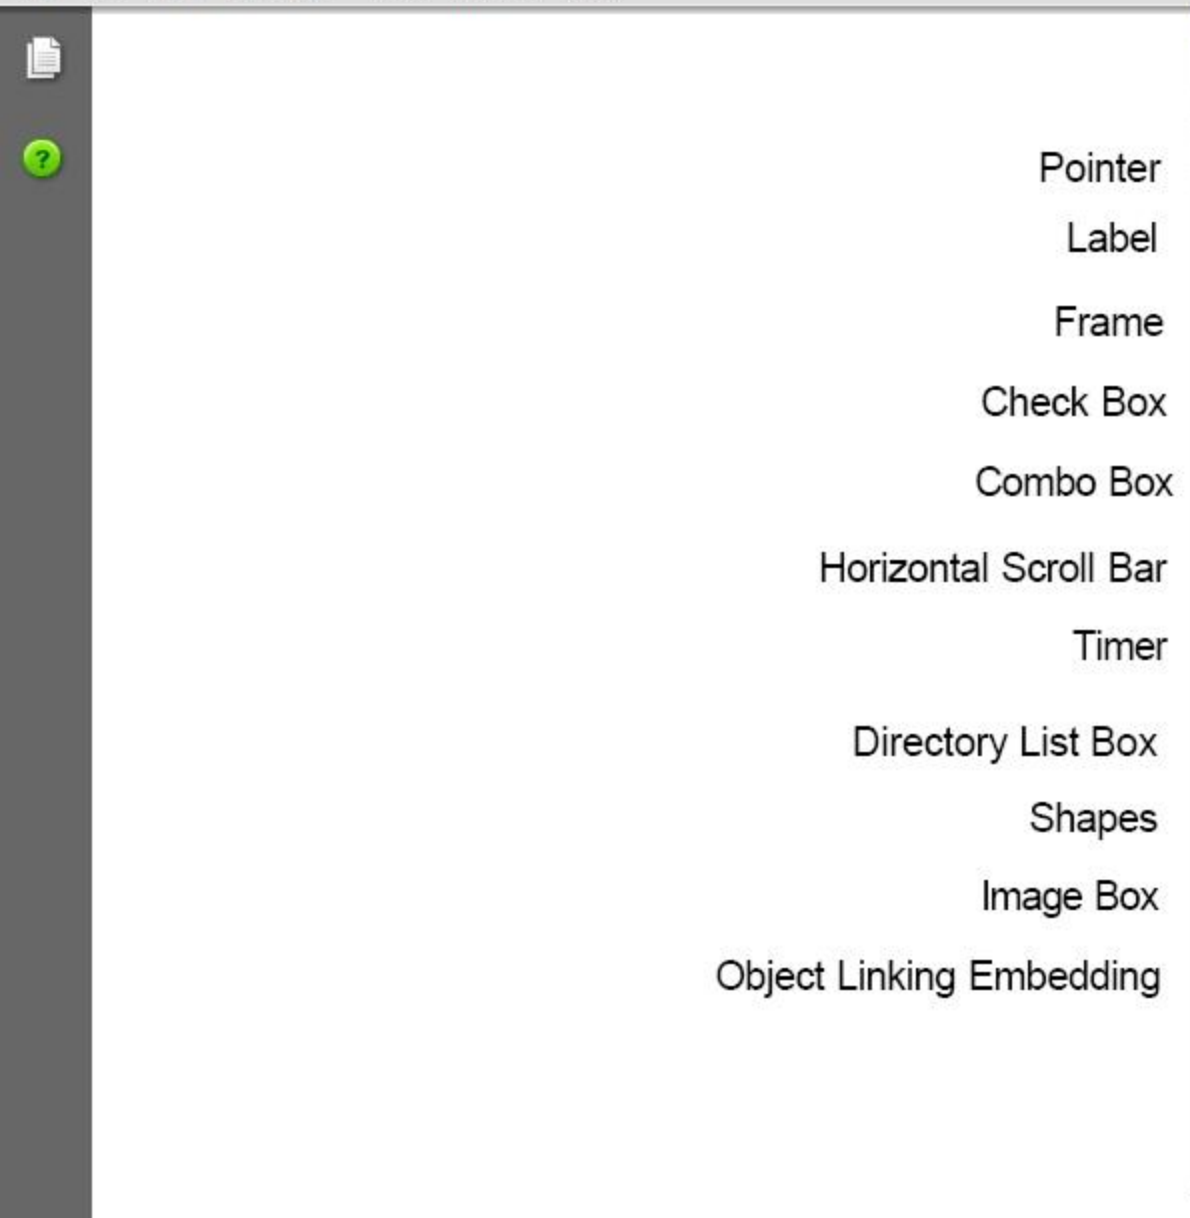 ?
Pointer
Label
Frame
Check Box
Combo Box
Horizontal Scroll Bar
Timer
Directory List Box
Shapes
Image Box
Object Linking Embedding